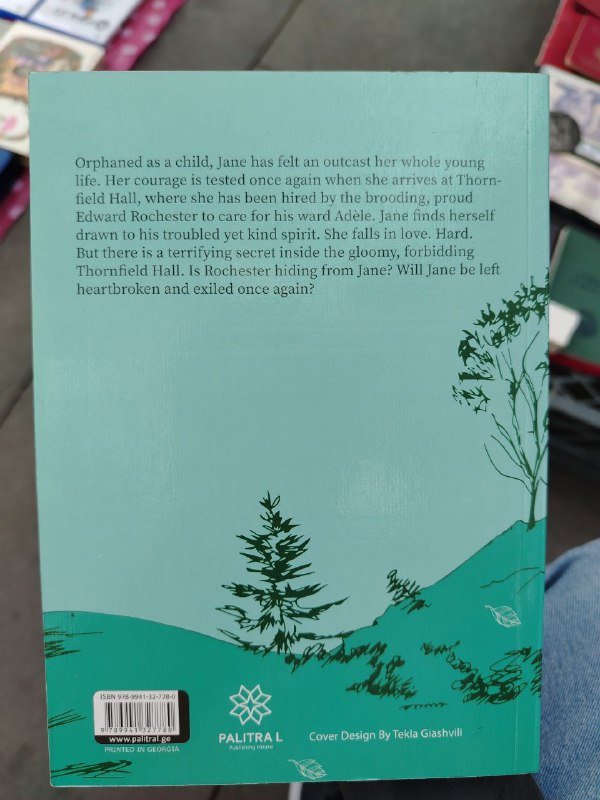 Orphaned as a child, Jane has felt an outcast her whole young
life. Her courage is tested once again when she arrives at Thorn-
field Hall, where she has been hired by the brooding, proud
Edward Rochester to care for his ward Adèle. Jane finds herself
drawn to his troubled yet kind spirit. She falls in love. Hard.
But there is a terrifying secret inside the gloomy, forbidding
Thornfield Hall. Is Rochester hiding from Jane? Will Jane be left
heartbroken and exiled once again?
ISBN 978-9941-32-778-0
9 789941 327780
www.palitral.ge
PRINTED IN GEORGIA
PALITRA L
Publishing House
Cover Design By Tekla Giashvili